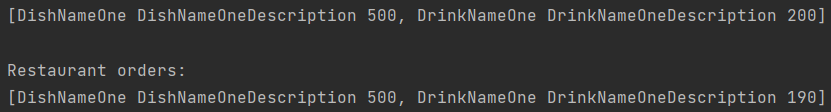 [DishNameOne DishNameOneDescription 500, DrinkNameOne DrinkNameOneDescription 200]
Restaurant orders:
[DishNameOne DishNameOneDescription 500, DrinkNameOne DrinkNameOneDescription 190]